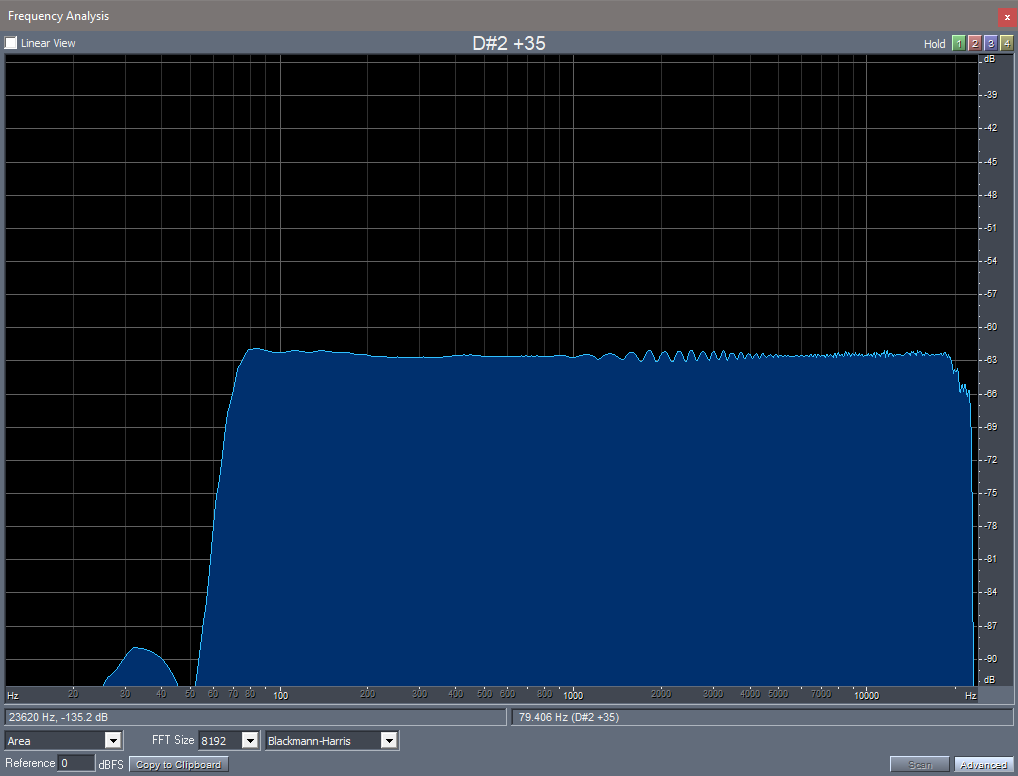 Frequency Analysis x
Linear View D#2 +35 Hold 1 2 3 4
dB
-39
-42
-45
-48
-51
-54
-57
-60
-63
-66
-69
-72
-75
-78
-81
-84
-87
-90
dB
Hz 20 30 40 50 60 70 80 100 200 300 400 500 600 800 1000 2000 3000 4000 5000 7000 10000 Hz
23620 Hz, -135.2 dB 79.406 Hz (D#2 +35)
Area FFT Size 8192 Blackmann-Harris
Reference 0 dBFS Copy to Clipboard Scan Advanced